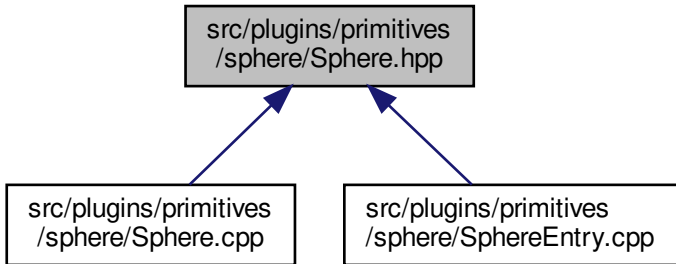 src/plugins/primitives
/sphere/Sphere.hpp
src/plugins/primitives
/sphere/Sphere.cpp
src/plugins/primitives
/sphere/SphereEntry.cpp